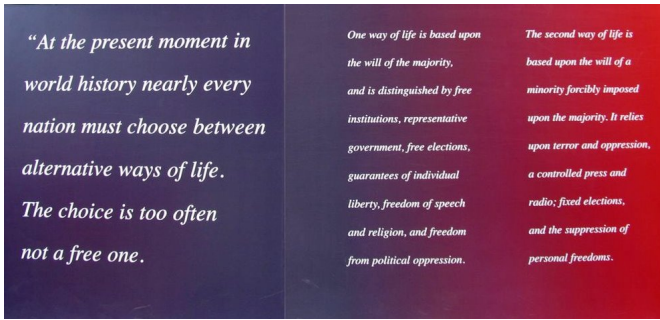 “At the present moment in
world history nearly every
nation must choose between
alternative ways of life.
The choice is too often
not a free one.
One way of life is based upon
the will of the majority,
and is distinguished by free
institutions, representative
government, free elections,
guarantees of individual
liberty, freedom of speech
and religion, and freedom
from political oppression.
The second way of life is
based upon the will of a
minority forcibly imposed
upon the majority. It relies
upon terror and oppression,
a controlled press and
radio; fixed elections,
and the suppression of
personal freedoms.